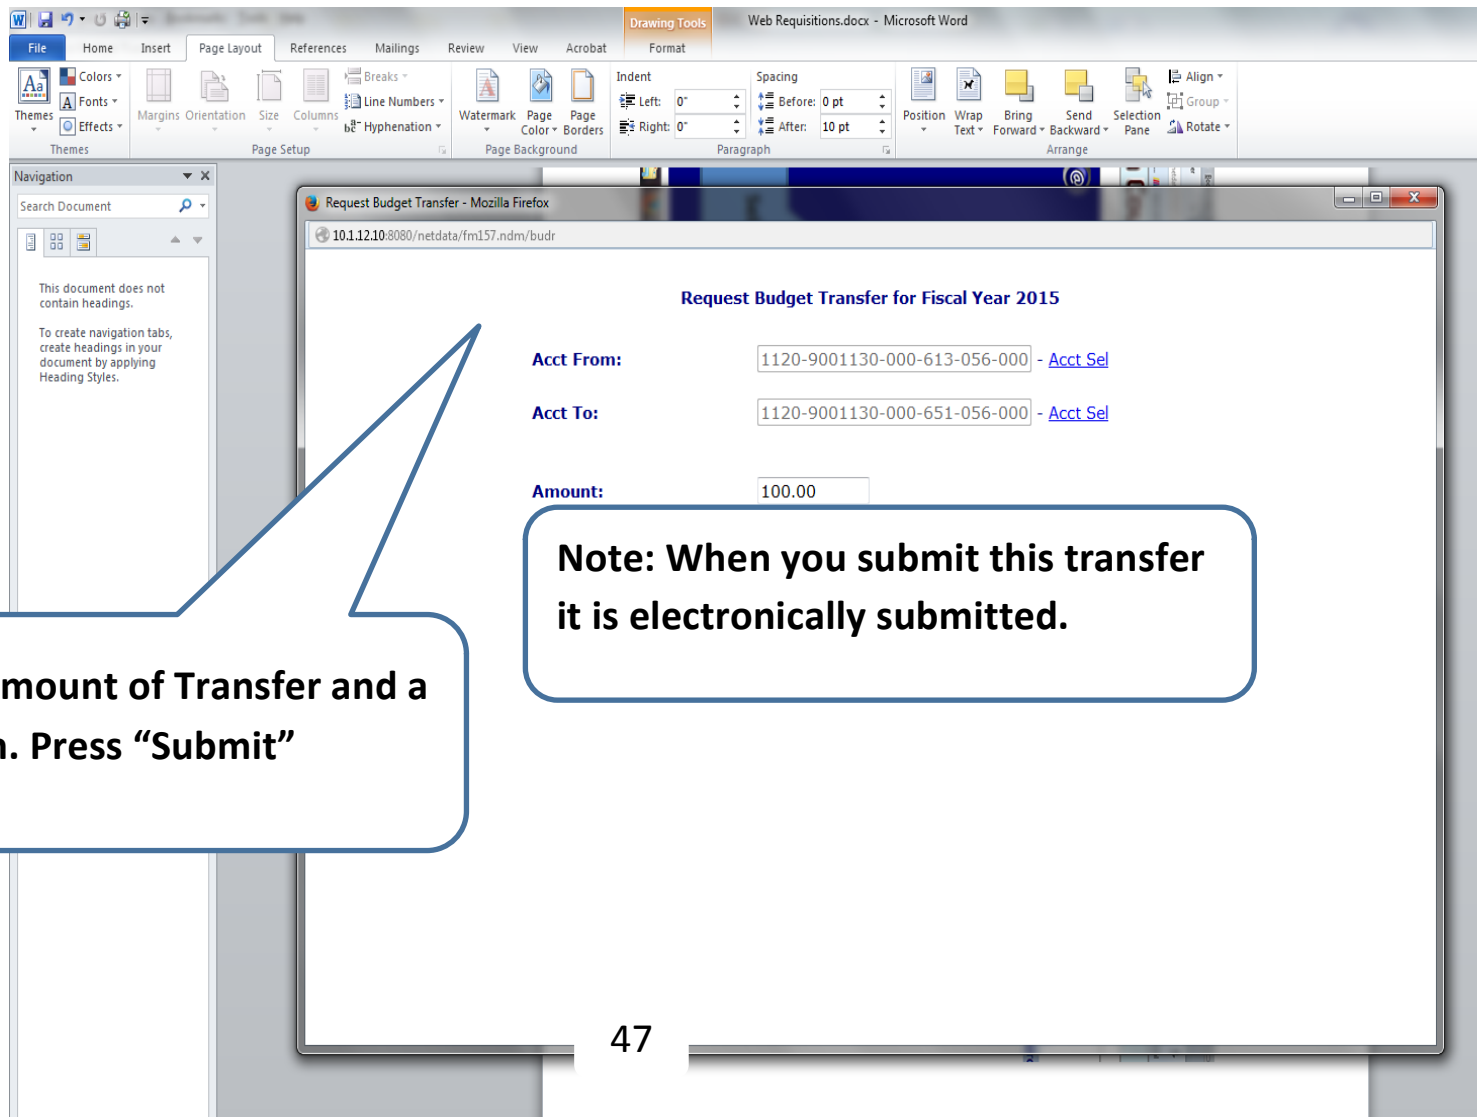 Drawing Tools
Web Requisitions.docx - Microsoft Word
File Home Insert Page Layout References Mailings Review View Acrobat Format
Themes
Colors
Fonts
Effects
Themes
Margins Orientation Size Columns
Breaks
Line Numbers
Hyphenation
Page Setup
Watermark Page Color Page Borders
Page Background
Indent
Left: 0"
Right: 0"
Spacing
Before: 0 pt
After: 10 pt
Paragraph
Position Wrap Text Bring Forward Send Backward Selection Pane
Align
Group
Rotate
Arrange
Navigation
Search Document
This document does not
contain headings.
To create navigation tabs,
create headings in your
document by applying
Heading Styles.
Request Budget Transfer - Mozilla Firefox
10.1.12.10:8080/netdata/fm157.ndm/budr
Request Budget Transfer for Fiscal Year 2015
Acct From: 1120-9001130-000-613-056-000 - Acct Sel
Acct To: 1120-9001130-000-651-056-000 - Acct Sel
Amount: 100.00
Note: When you submit this transfer
it is electronically submitted.
mount of Transfer and a
. Press “Submit”
47